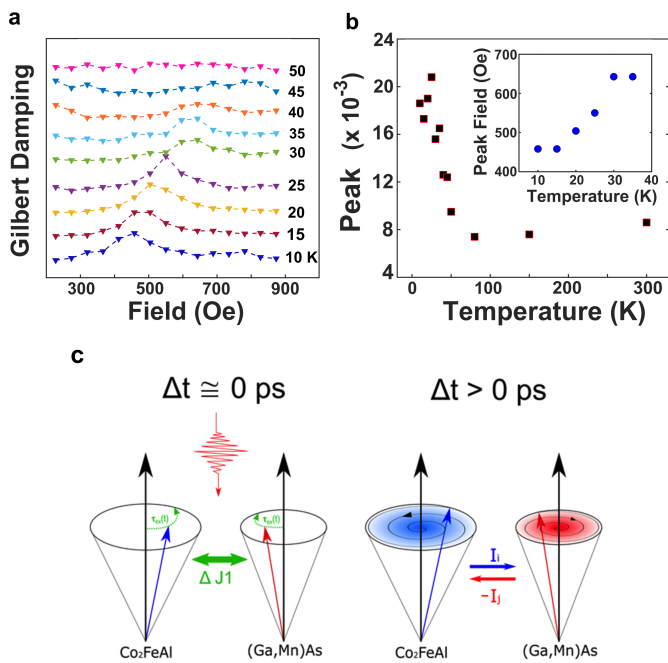 a
Gilbert Damping
50
45
40
35
30
25
20
15
10 K
300 500 700 900
Field (Oe)
b
Peak (x 10⁻³)
24
20
16
12
8
4
0 100 200 300
Temperature (K)
Peak Field (Oe)
700
600
500
400
10 20 30 40
Temperature (K)
c
Δt ≅ 0 ps
Δt > 0 ps
τex(t)
τex(t)
Δ J1
Iᵢ
-Iⱼ
Co₂FeAl
(Ga,Mn)As
Co₂FeAl
(Ga,Mn)As